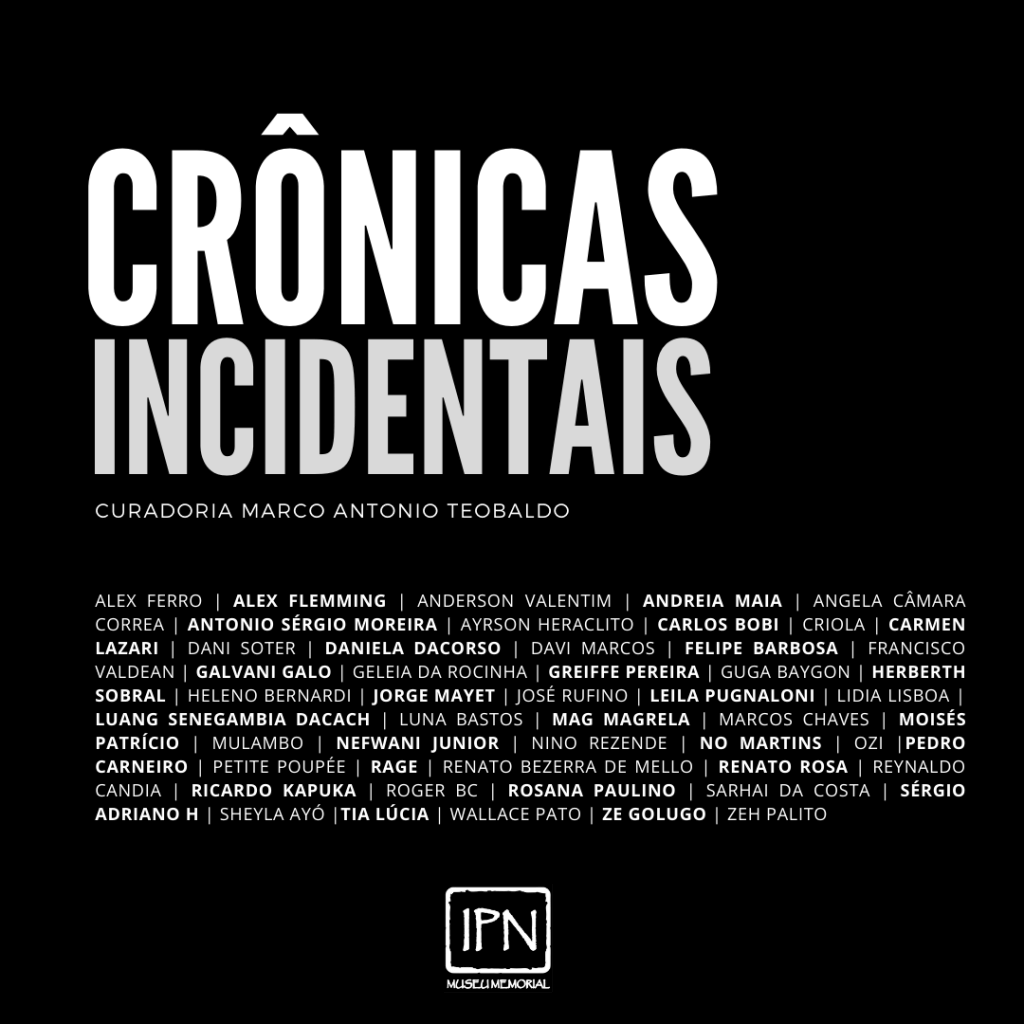 CRÔNICAS
INCIDENTAIS
CURADORIA MARCO ANTONIO TEOBALDO
ALEX FERRO | ALEX FLEMMING | ANDERSON VALENTIM | ANDREIA MAIA | ANGELA CÂMARA
CORREA | ANTONIO SÉRGIO MOREIRA | AYRSON HERACLITO | CARLOS BOBI | CRIOLA | CARMEN
LAZARI | DANI SOTER | DANIELA DACORSO | DAVI MARCOS | FELIPE BARBOSA | FRANCISCO
VALDEAN | GALVANI GALO | GELEIA DA ROCINHA | GREIFFE PEREIRA | GUGA BAYGON | HERBERTH
SOBRAL | HELENO BERNARDI | JORGE MAYET | JOSÉ RUFINO | LEILA PUGNALONI | LIDIA LISBOA |
LUANG SENEGAMBIA DACACH | LUNA BASTOS | MAG MAGRELA | MARCOS CHAVES | MOISÉS
PATRÍCIO | MULAMBO | NEFWANI JUNIOR | NINO REZENDE | NO MARTINS | OZI |PEDRO
CARNEIRO | PETITE POUPÉE | RAGE | RENATO BEZERRA DE MELLO | RENATO ROSA | REYNALDO
CANDIA | RICARDO KAPUKA | ROGER BC | ROSANA PAULINO | SARHAI DA COSTA | SÉRGIO
ADRIANO H | SHEYLA AYÓ |TIA LÚCIA | WALLACE PATO | ZE GOLUGO | ZEH PALITO
IPN
MUSEU MEMORIAL